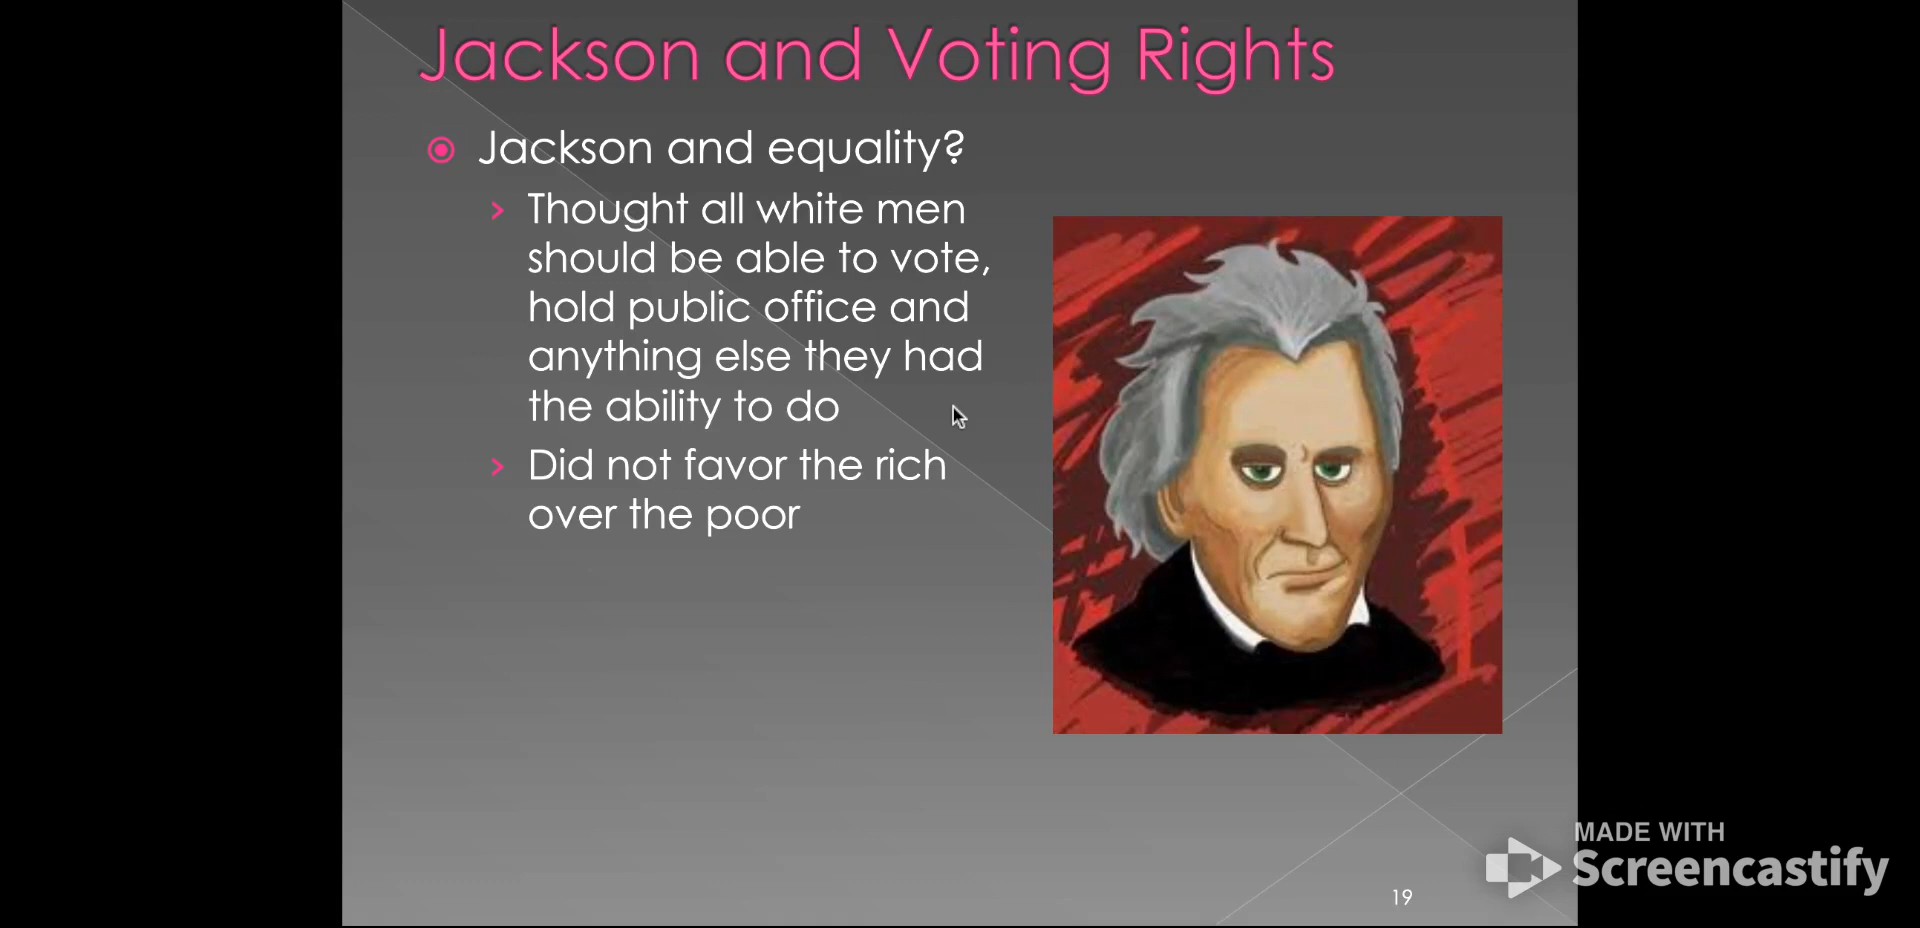 Jackson and Voting Rights
Jackson and equality?
Thought all white men
should be able to vote,
hold public office and
anything else they had
the ability to do
Did not favor the rich
over the poor
MADE WITH
Screencastify
19